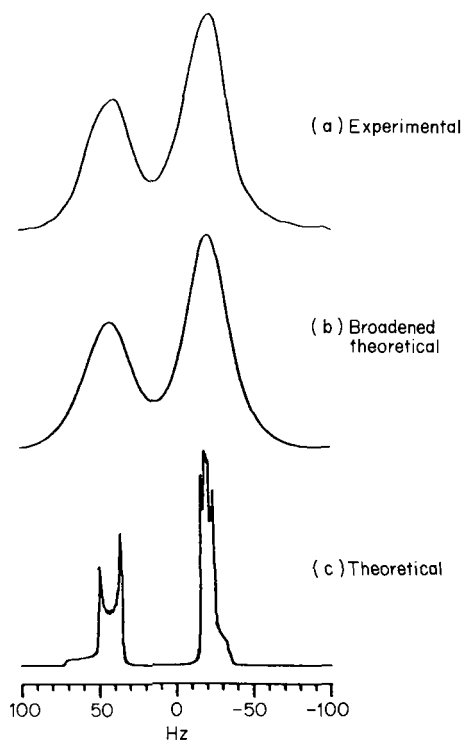 (a) Experimental
(b) Broadened
theoretical
(c) Theoretical
100 50 0 -50 -100
Hz